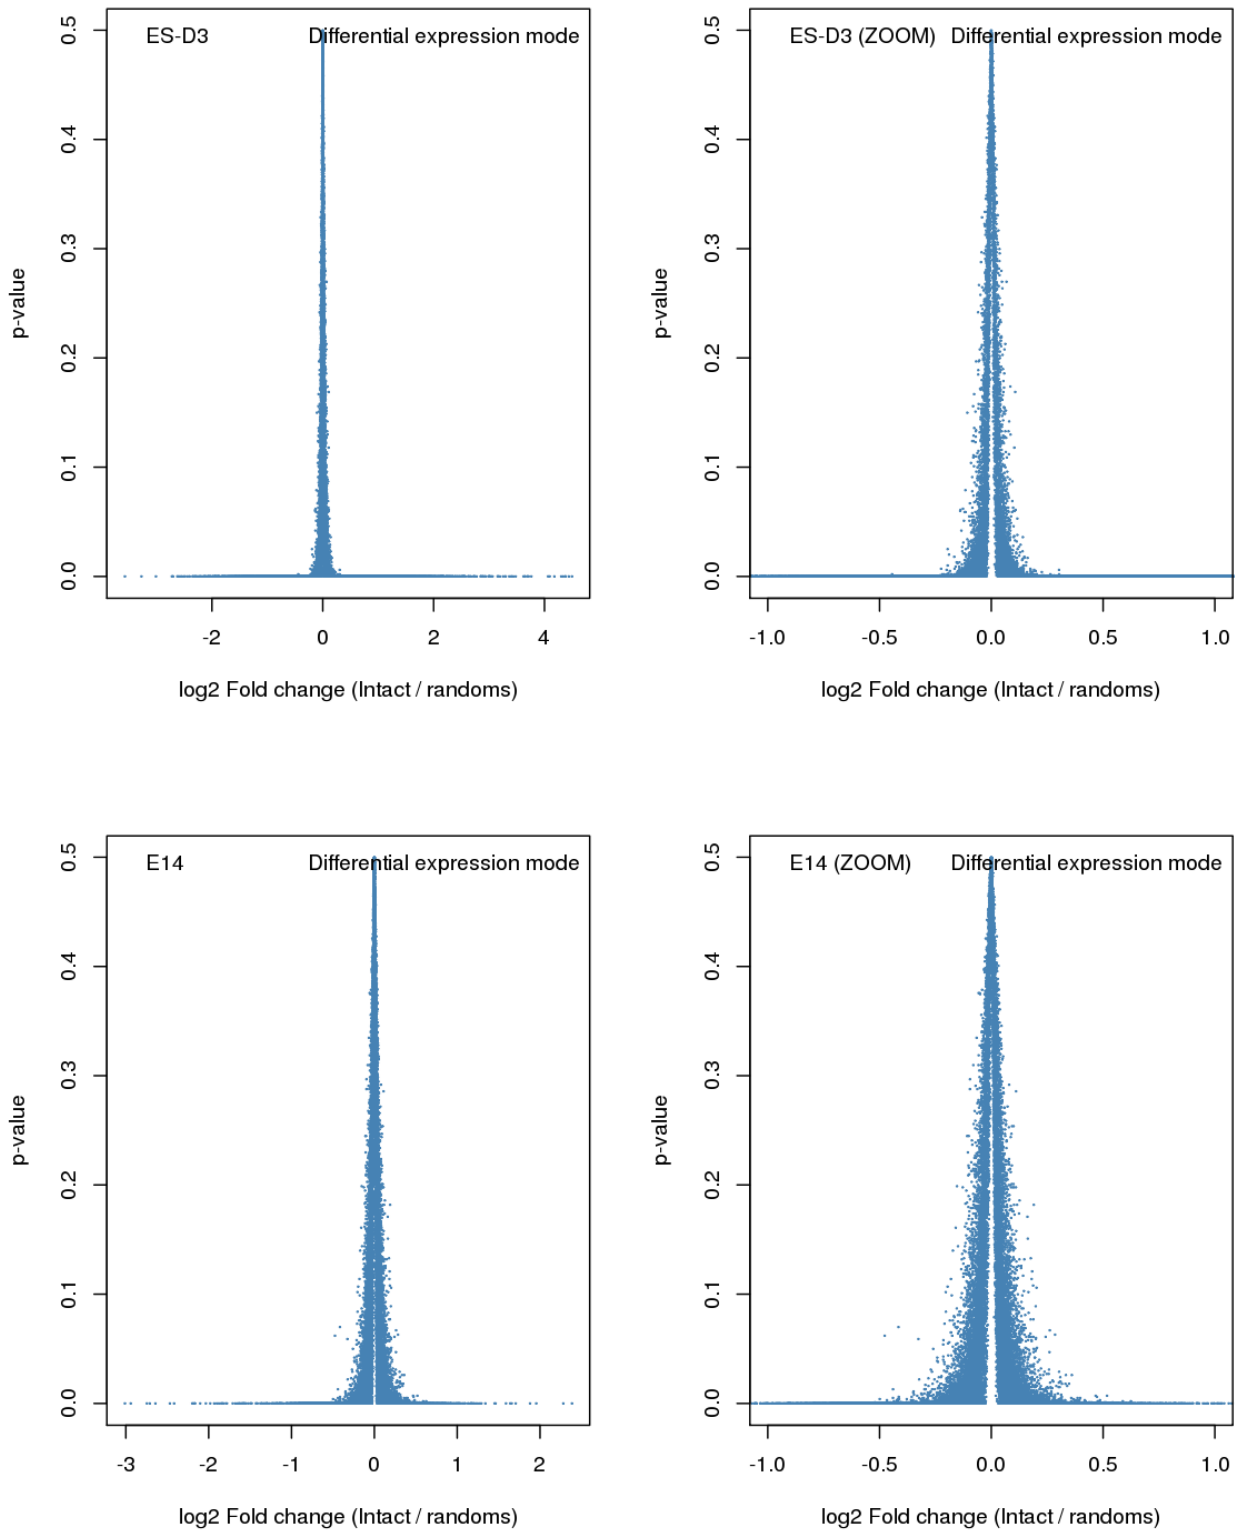 ES-D3 Differential expression mode
0.5
0.4
0.3
0.2
0.1
0.0
p-value
-2 0 2 4
log2 Fold change (Intact / randoms)
ES-D3 (ZOOM) Differential expression mode
0.5
0.4
0.3
0.2
0.1
0.0
p-value
-1.0 -0.5 0.0 0.5 1.0
log2 Fold change (Intact / randoms)
E14 Differential expression mode
0.5
0.4
0.3
0.2
0.1
0.0
p-value
-3 -2 -1 0 1 2
log2 Fold change (Intact / randoms)
E14 (ZOOM) Differential expression mode
0.5
0.4
0.3
0.2
0.1
0.0
p-value
-1.0 -0.5 0.0 0.5 1.0
log2 Fold change (Intact / randoms)